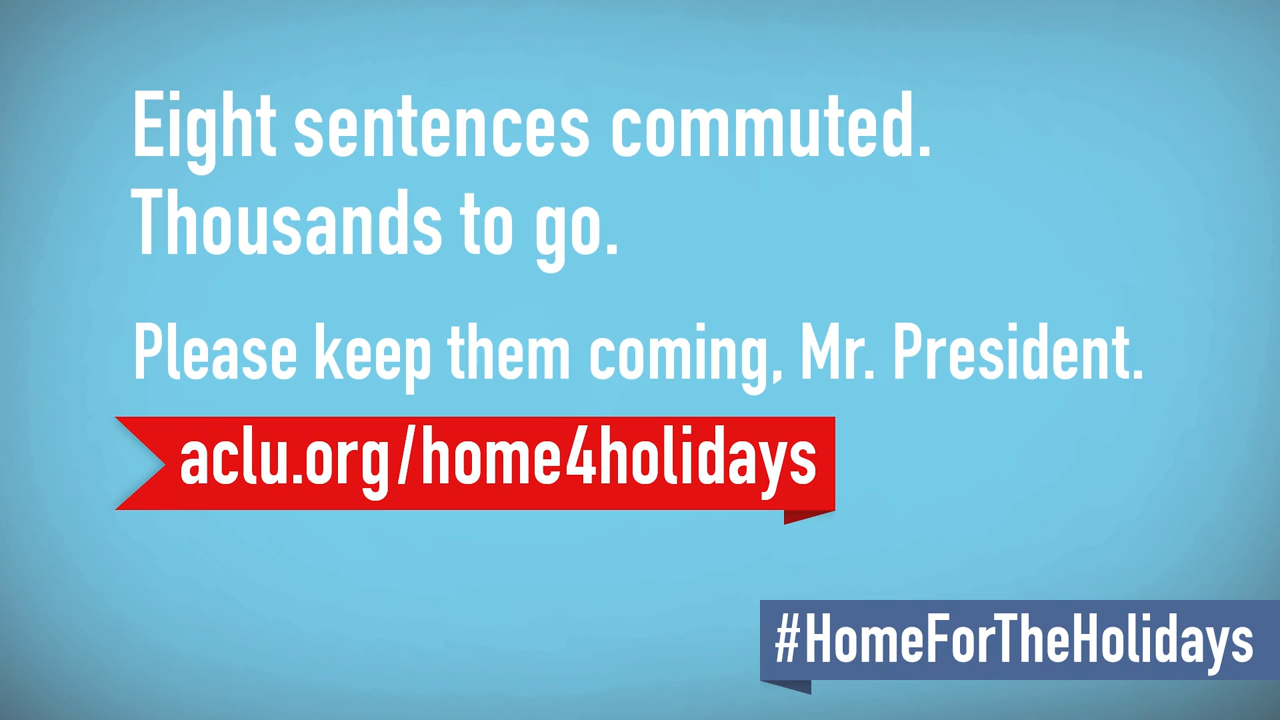 Eight sentences commuted.
Thousands to go.
Please keep them coming, Mr. President.
aclu.org/home4holidays
#HomeForTheHolidays